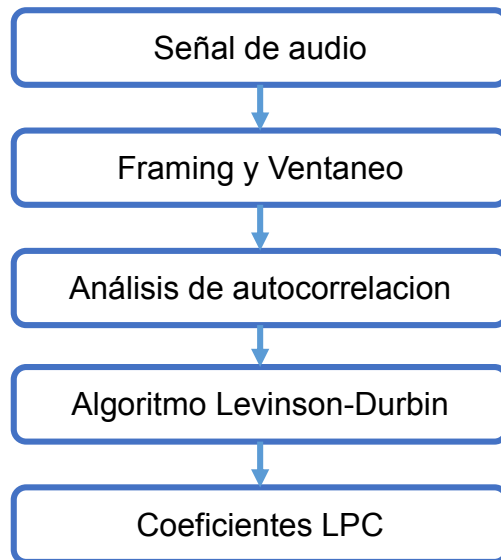 Señal de audio
Framing y Ventaneo
Análisis de autocorrelacion
Algoritmo Levinson-Durbin
Coeficientes LPC